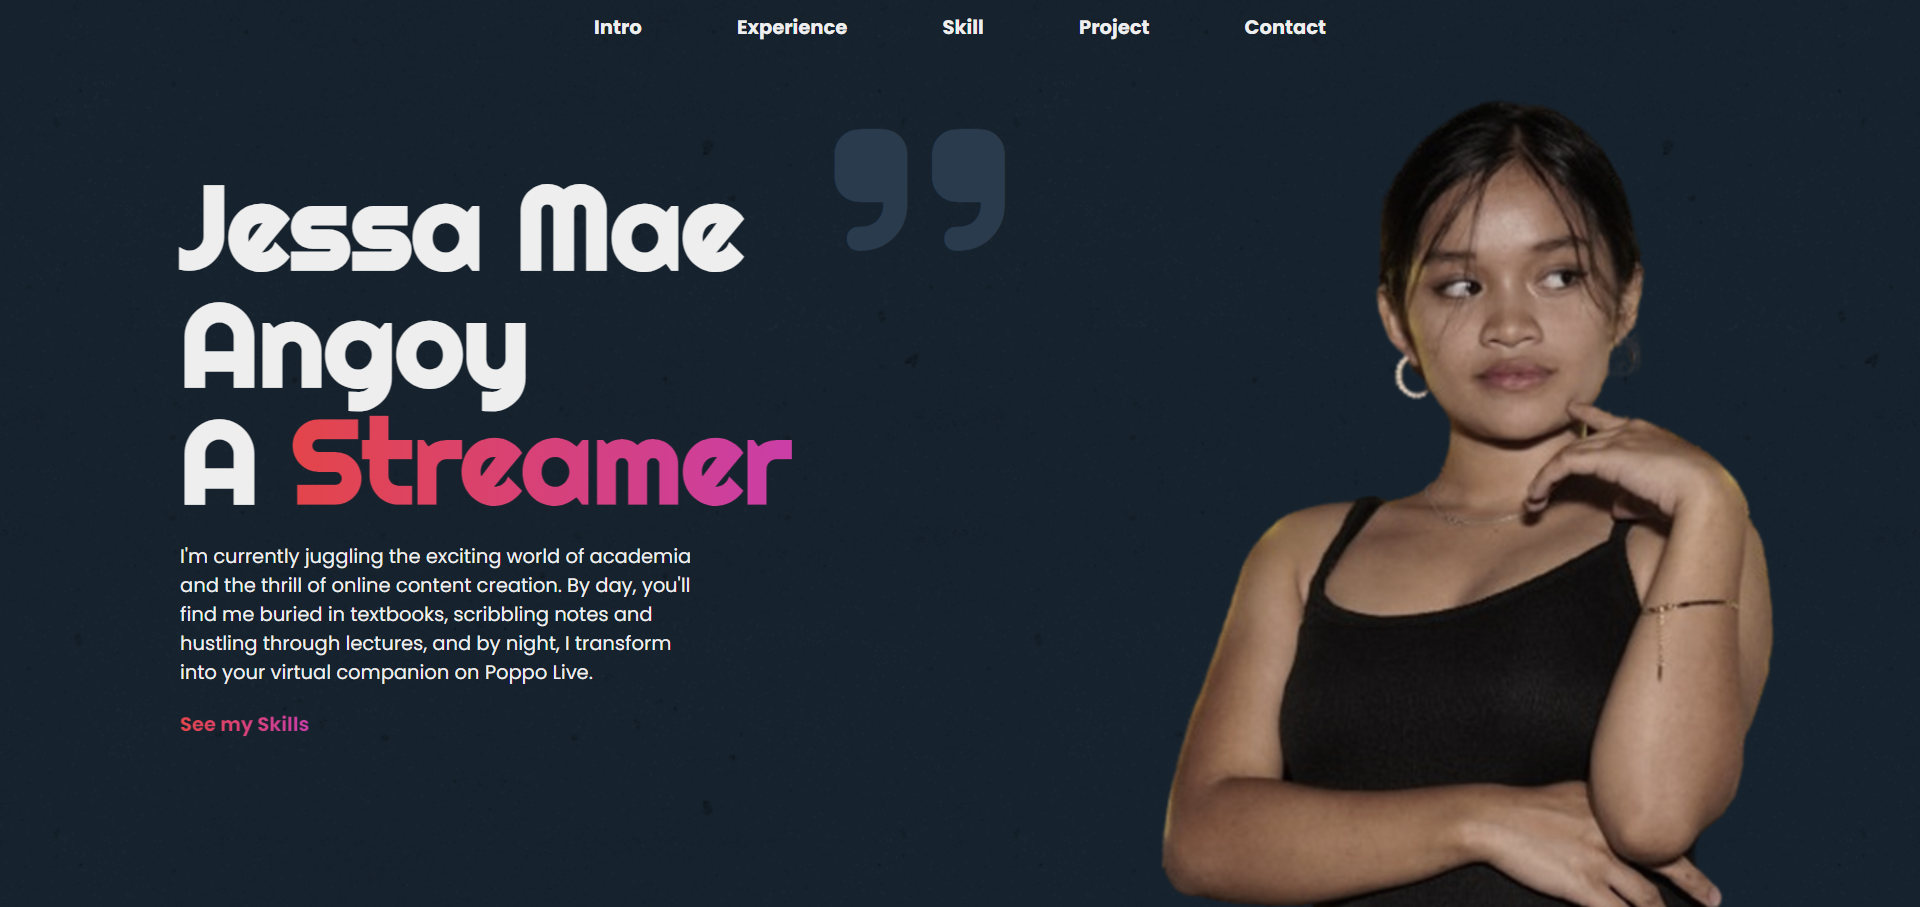 Intro Experience Skill Project Contact
”
Jessa Mae
Angoy
A Streamer
I'm currently juggling the exciting world of academia
and the thrill of online content creation. By day, you'll
find me buried in textbooks, scribbling notes and
hustling through lectures, and by night, I transform
into your virtual companion on Poppo Live.
See my Skills